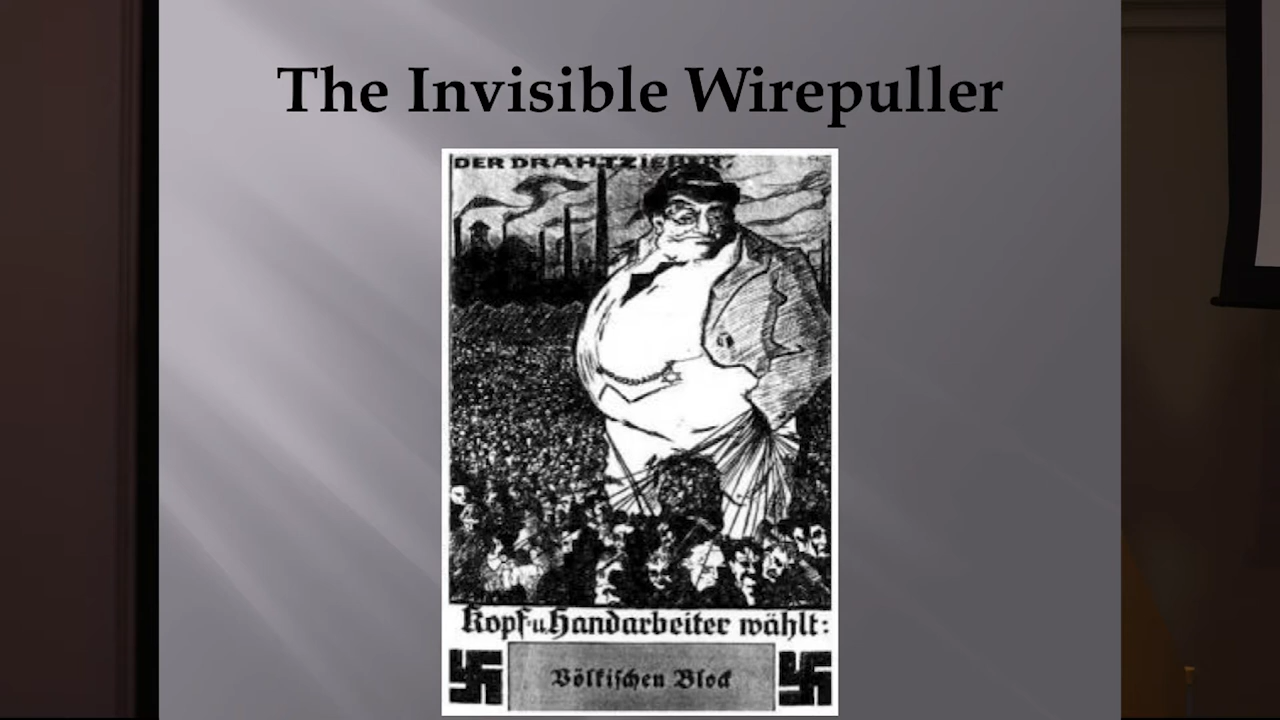 The Invisible Wirepuller
DER DRAHTZIEHER.
Kopf- u. Handarbeiter wählt:
Völkischen Block